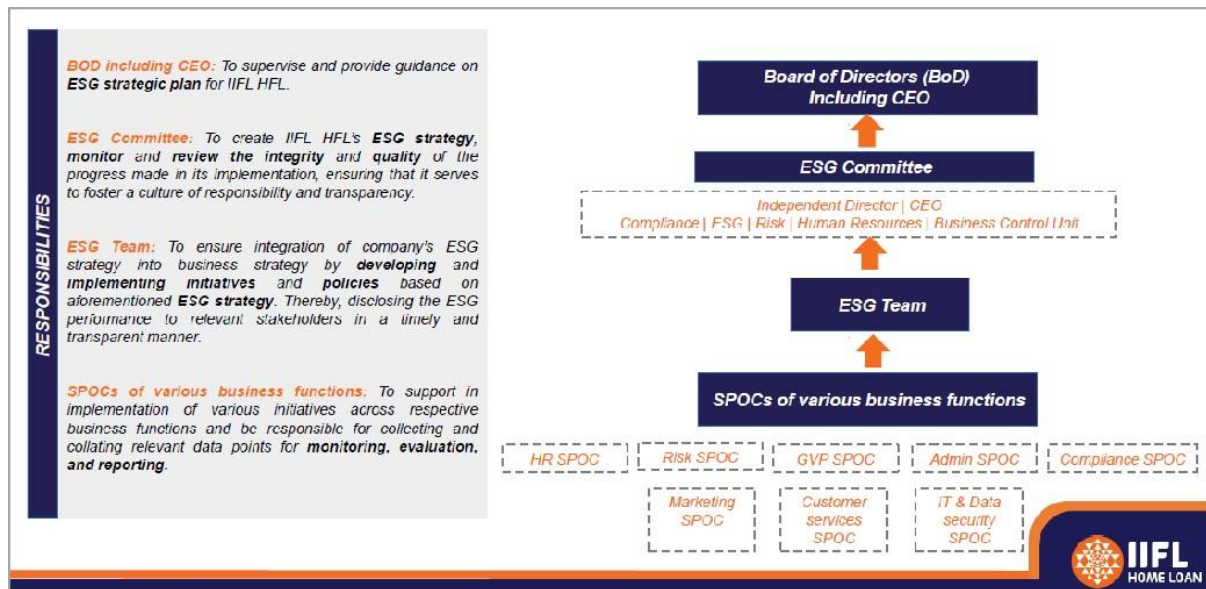 RESPONSIBILITIES
BOD including CEO: To supervise and provide guidance on
ESG strategic plan for IIFL HFL.
ESG Committee: To create IIFL HFL's ESG strategy,
monitor and review the integrity and quality of the
progress made in its implementation, ensuring that it serves
to foster a culture of responsibility and transparency.
ESG Team: To ensure integration of company's ESG
strategy into business strategy by developing and
implementing initiatives and policies based on
aforementioned ESG strategy. Thereby, disclosing the ESG
performance to relevant stakeholders in a timely and
transparent manner.
SPOCs of various business functions: To support in
implementation of various initiatives across respective
business functions and be responsible for collecting and
collating relevant data points for monitoring, evaluation,
and reporting.
Board of Directors (BoD)
Including CEO
ESG Committee
Independent Director | CEO
Compliance | ESG | Risk | Human Resources | Business Control Unit
ESG Team
SPOCs of various business functions
HR SPOC
Risk SPOC
GVP SPOC
Admin SPOC
Compliance SPOC
Marketing
SPOC
Customer
services
SPOC
IT & Data
security
SPOC
IIFL
HOME LOAN